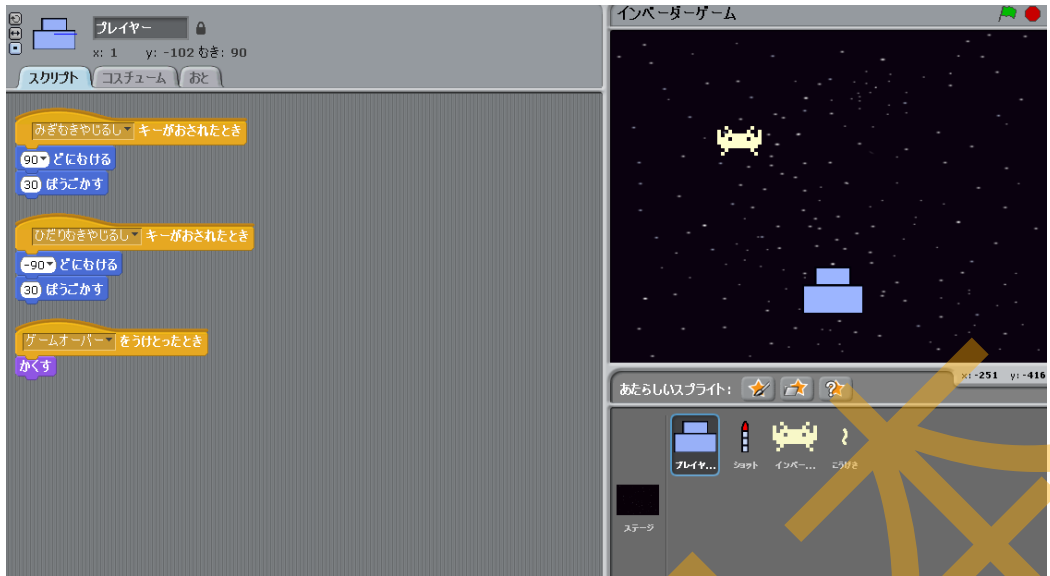 プレイヤー
x: 1 y: -102 むき: 90
スクリプト コスチューム おと
みぎむきやじるし キーがおされたとき
90 どにむける
30 ほうごかす
ひだりむきやじるし キーがおされたとき
-90 どにむける
30 ほうごかす
ゲームオーバー をうけとったとき
かくす
インベーダーゲーム
x: -251 y: -416
あたらしいスプライト:
プレイヤ... ショット インベー... こうげき
ステージ